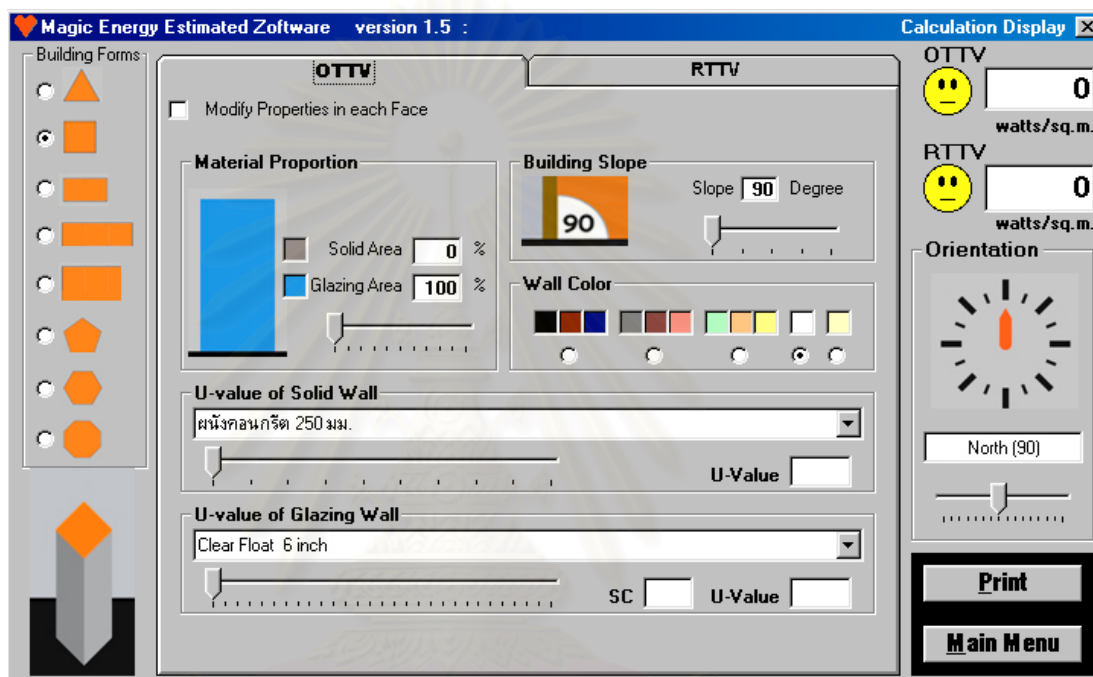 Magic Energy Estimated Zoftware version 1.5 :
Calculation Display
Building Forms
OTTV
RTTV
Modify Properties in each Face
Material Proportion
Solid Area 0 %
Glazing Area 100 %
Building Slope
90
Slope 90 Degree
Wall Color
U-value of Solid Wall
ผนังคอนกรีต 250 มม.
U-Value
U-value of Glazing Wall
Clear Float 6 inch
SC U-Value
OTTV
0
watts/sq.m.
RTTV
0
watts/sq.m.
Orientation
North (90)
Print
Main Menu